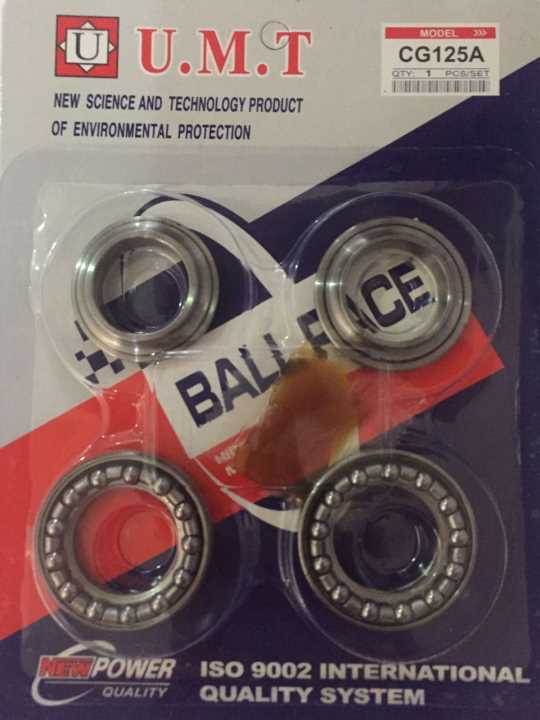 U
U.M.T
MODEL >>>
CG125A
QTY: 1 PCS/SET
NEW SCIENCE AND TECHNOLOGY PRODUCT
OF ENVIRONMENTAL PROTECTION
BALL RACE
NEW POWER
QUALITY
ISO 9002 INTERNATIONAL
QUALITY SYSTEM